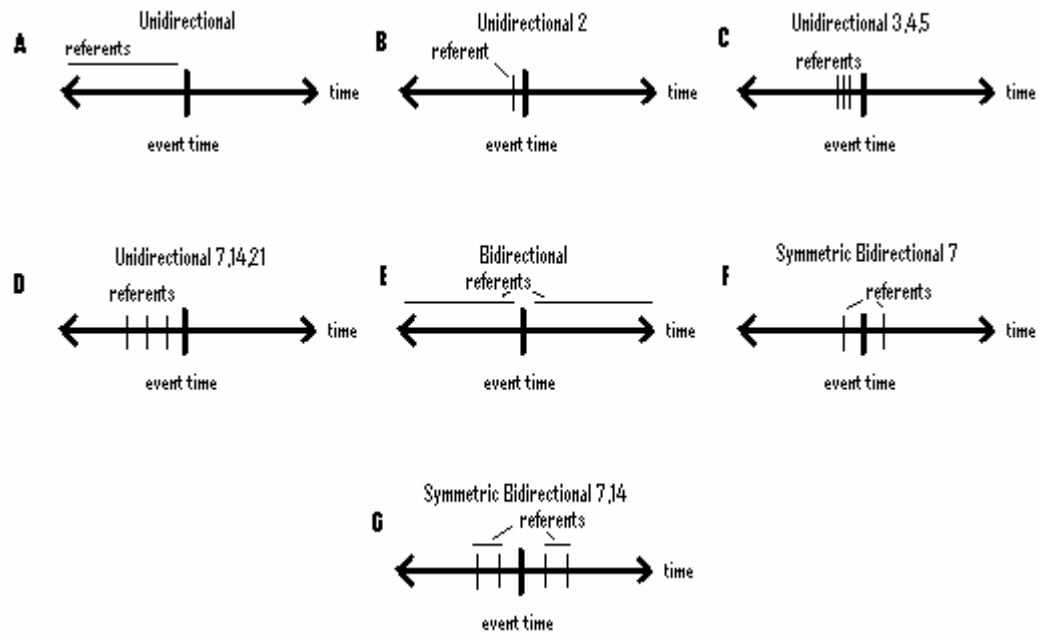 Unidirectional
A
referents
time
event time
Unidirectional 2
B
referent
time
event time
Unidirectional 3,4,5
C
referents
time
event time
Unidirectional 7,14,21
D
referents
time
event time
Bidirectional
E
referents
time
event time
Symmetric Bidirectional 7
F
referents
time
event time
Symmetric Bidirectional 7,14
G
referents
time
event time